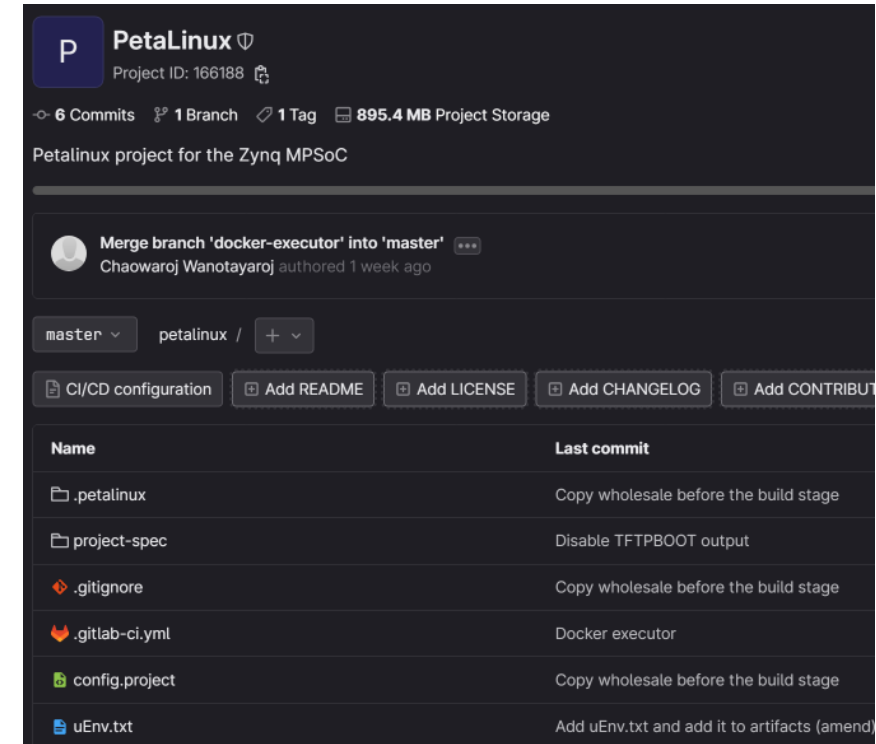 P
PetaLinux
Project ID: 166188
6 Commits 1 Branch 1 Tag 895.4 MB Project Storage
Petalinux project for the Zynq MPSoC
Merge branch 'docker-executor' into 'master'
Chaowaroj Wanotayaroj authored 1 week ago
master petalinux / +
CI/CD configuration Add README Add LICENSE Add CHANGELOG Add CONTRIBUT
Name Last commit
.petalinux Copy wholesale before the build stage
project-spec Disable TFTPBOOT output
.gitignore Copy wholesale before the build stage
.gitlab-ci.yml Docker executor
config.project Copy wholesale before the build stage
uEnv.txt Add uEnv.txt and add it to artifacts (amend)